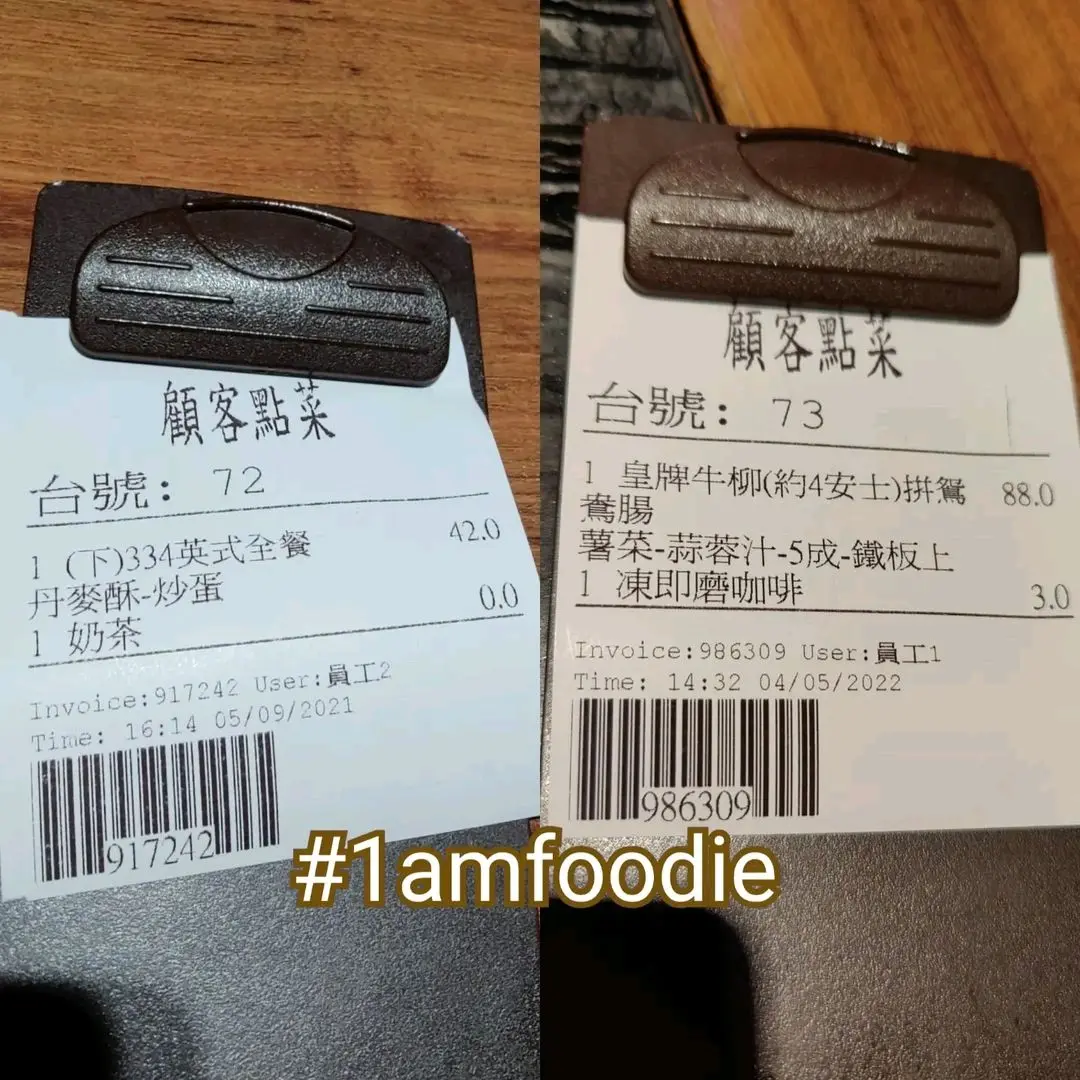 顧客點菜
台號: 72
1 (下)334英式全餐 42.0
丹麥酥-炒蛋
1 奶茶 0.0
Invoice:917242 User:員工2
Time: 16:14 05/09/2021
917242
顧客點菜
台號: 73
1 皇牌牛柳(約4安士)拼鴛 88.0
鴦腸
薯菜-蒜蓉汁-5成-鐵板上
1 凍即磨咖啡 3.0
Invoice:986309 User:員工1
Time: 14:32 04/05/2022
986309
#1amfoodie